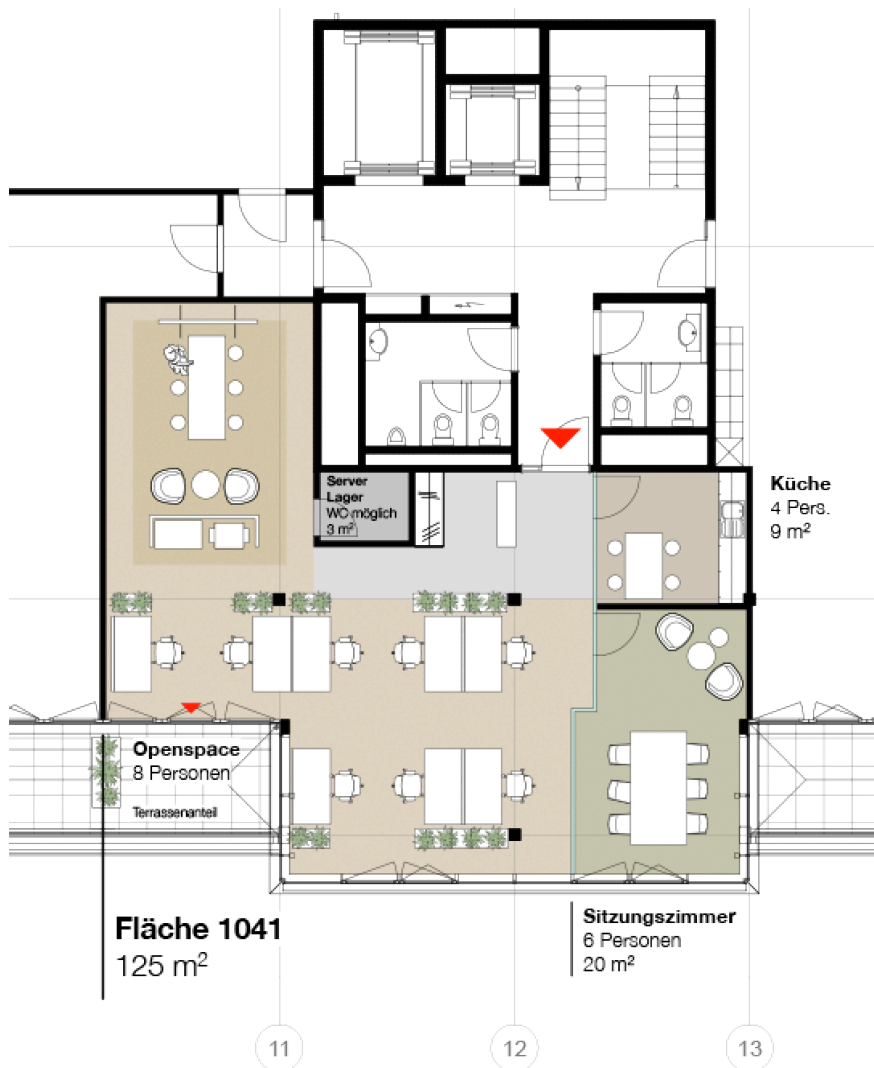 Server
Lager
WC möglich
3 m²
Küche
4 Pers.
9 m²
Openspace
8 Personen
Terrassenanteil
Fläche 1041
125 m²
Sitzungszimmer
6 Personen
20 m²
11
12
13